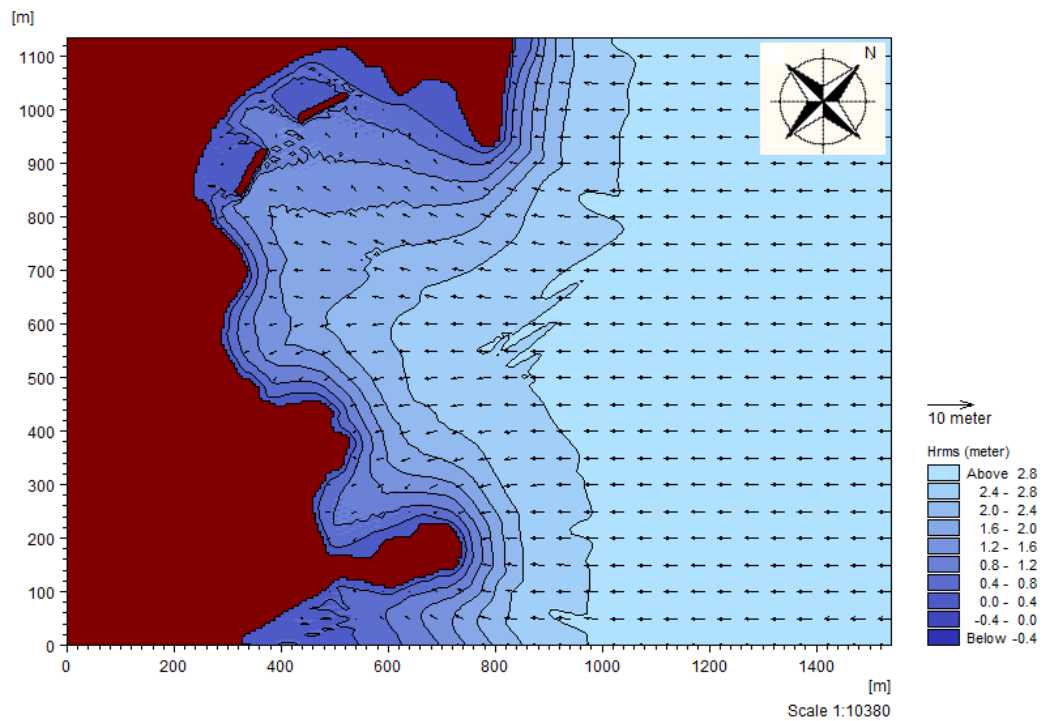 [m]
1100
1000
900
800
700
600
500
400
300
200
100
0
N
0
200
400
600
800
1000
1200
1400
[m]
Scale 1:10380
10 meter
Hrms (meter)
Above 2.8
2.4 - 2.8
2.0 - 2.4
1.6 - 2.0
1.2 - 1.6
0.8 - 1.2
0.4 - 0.8
0.0 - 0.4
-0.4 - 0.0
Below -0.4